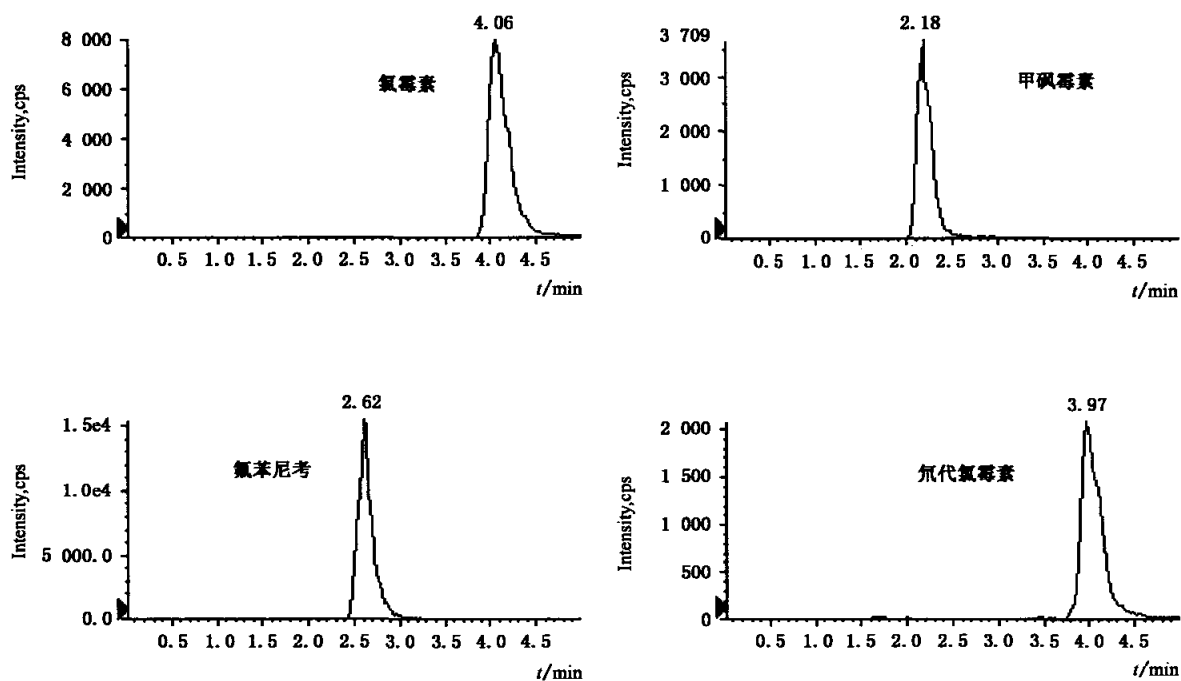 4.06
8 000
6 000
4 000
2 000
0
Intensity,cps
氯霉素
0.5 1.0 1.5 2.0 2.5 3.0 3.5 4.0 4.5
t/min
2.18
3 709
3 000
2 000
1 000
0
Intensity,cps
甲砜霉素
0.5 1.0 1.5 2.0 2.5 3.0 3.5 4.0 4.5
t/min
2.62
1.5e4
1.0e4
5 000.0
0.0
Intensity,cps
氟苯尼考
0.5 1.0 1.5 2.0 2.5 3.0 3.5 4.0 4.5
t/min
3.97
2 000
1 500
1 000
500
0
Intensity,cps
氘代氯霉素
0.5 1.0 1.5 2.0 2.5 3.0 3.5 4.0 4.5
t/min